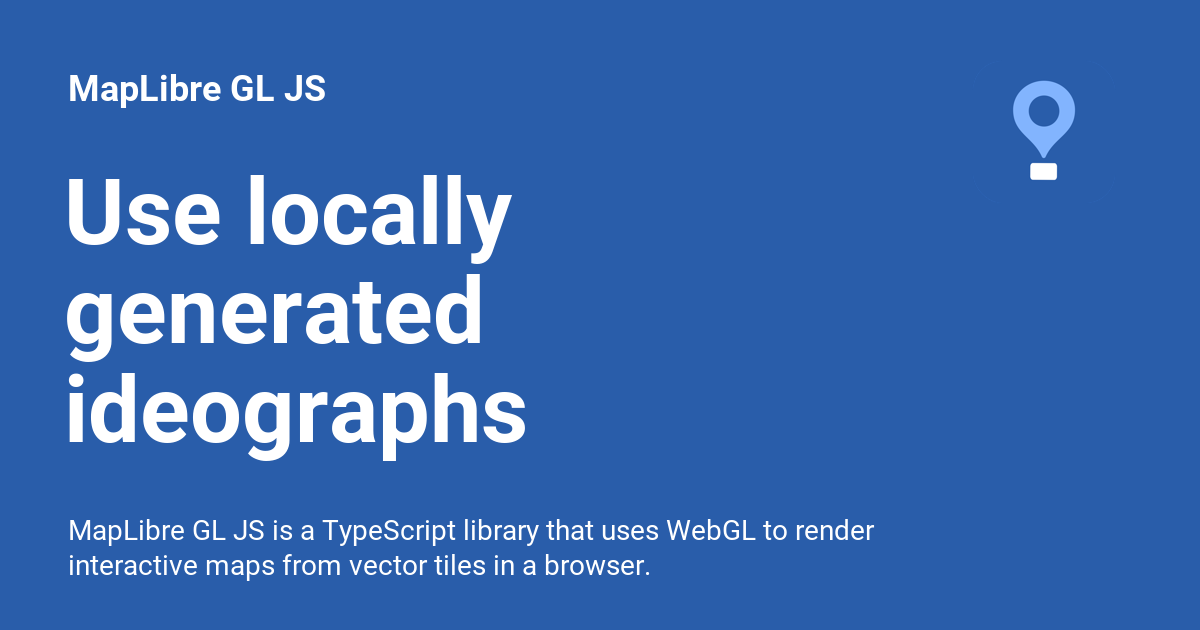 MapLibre GL JS
Use locally
generated
ideographs
MapLibre GL JS is a TypeScript library that uses WebGL to render
interactive maps from vector tiles in a browser.